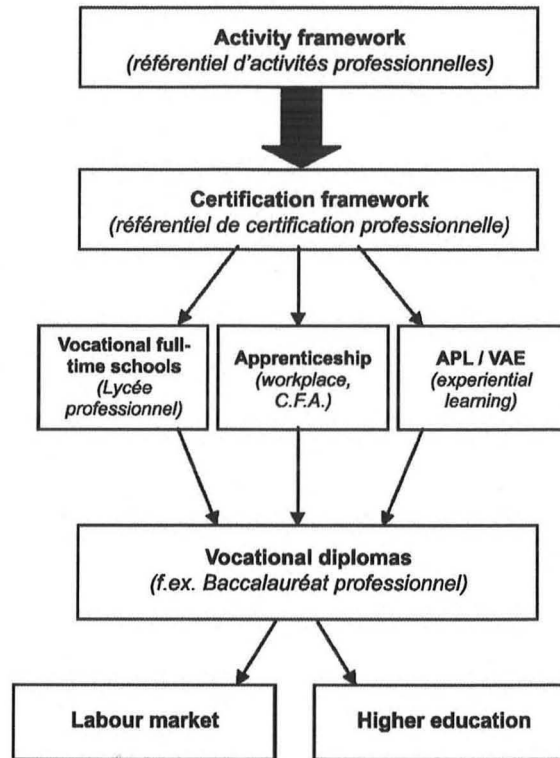 Activity framework
(référentiel d'activités professionnelles)
Certification framework
(référentiel de certification professionnelle)
Vocational full-
time schools
(Lycée
professionnel)
Apprenticeship
(workplace,
C.F.A.)
APL / VAE
(experiential
learning)
Vocational diplomas
(f.ex. Baccalauréat professionnel)
Labour market
Higher education